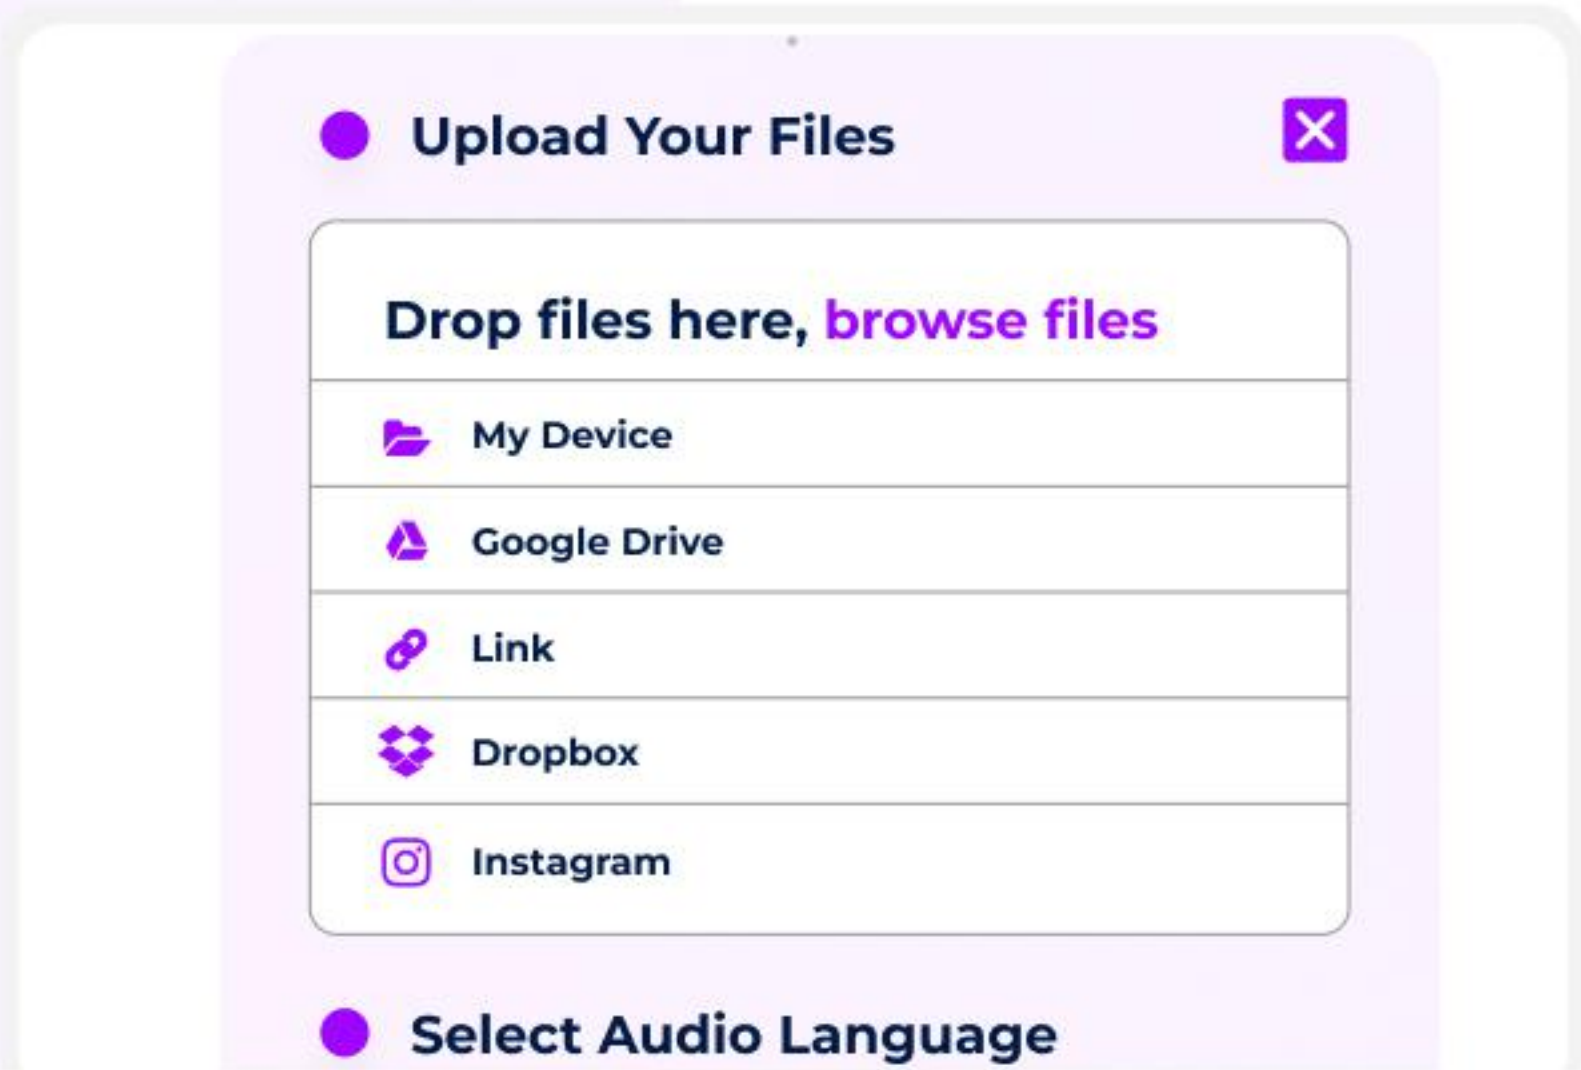 Upload Your Files
Drop files here, browse files
My Device
Google Drive
Link
Dropbox
Instagram
Select Audio Language